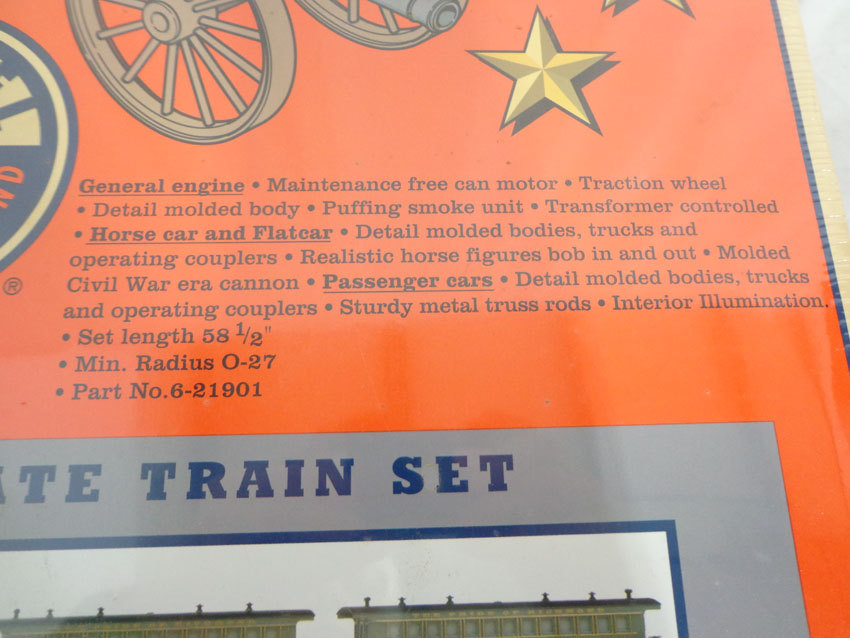 General engine • Maintenance free can motor • Traction wheel
• Detail molded body • Puffing smoke unit • Transformer controlled
• Horse car and Flatcar • Detail molded bodies, trucks and
operating couplers • Realistic horse figures bob in and out • Molded
Civil War era cannon • Passenger cars • Detail molded bodies, trucks
and operating couplers • Sturdy metal truss rods • Interior Illumination.
• Set length 58 1/2"
• Min. Radius O-27
• Part No.6-21901
®
ATE TRAIN SET